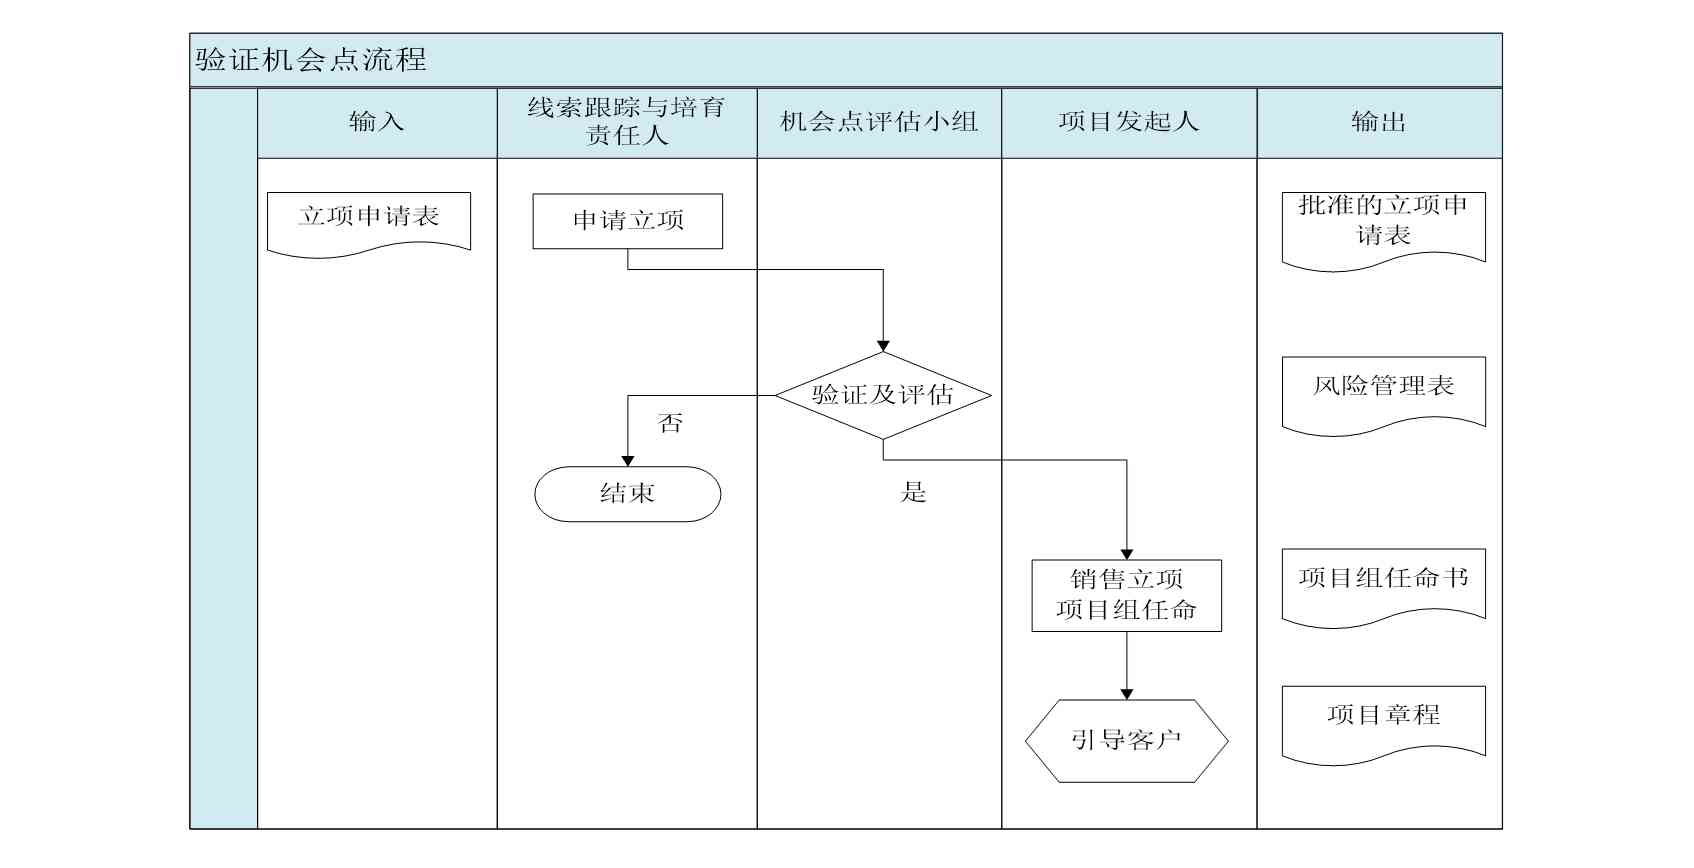 验证机会点流程
输入
线索跟踪与培育
责任人
机会点评估小组
项目发起人
输出
立项申请表
申请立项
批准的立项申
请表
验证及评估
风险管理表
否
结束
是
销售立项
项目组任命
项目组任命书
引导客户
项目章程